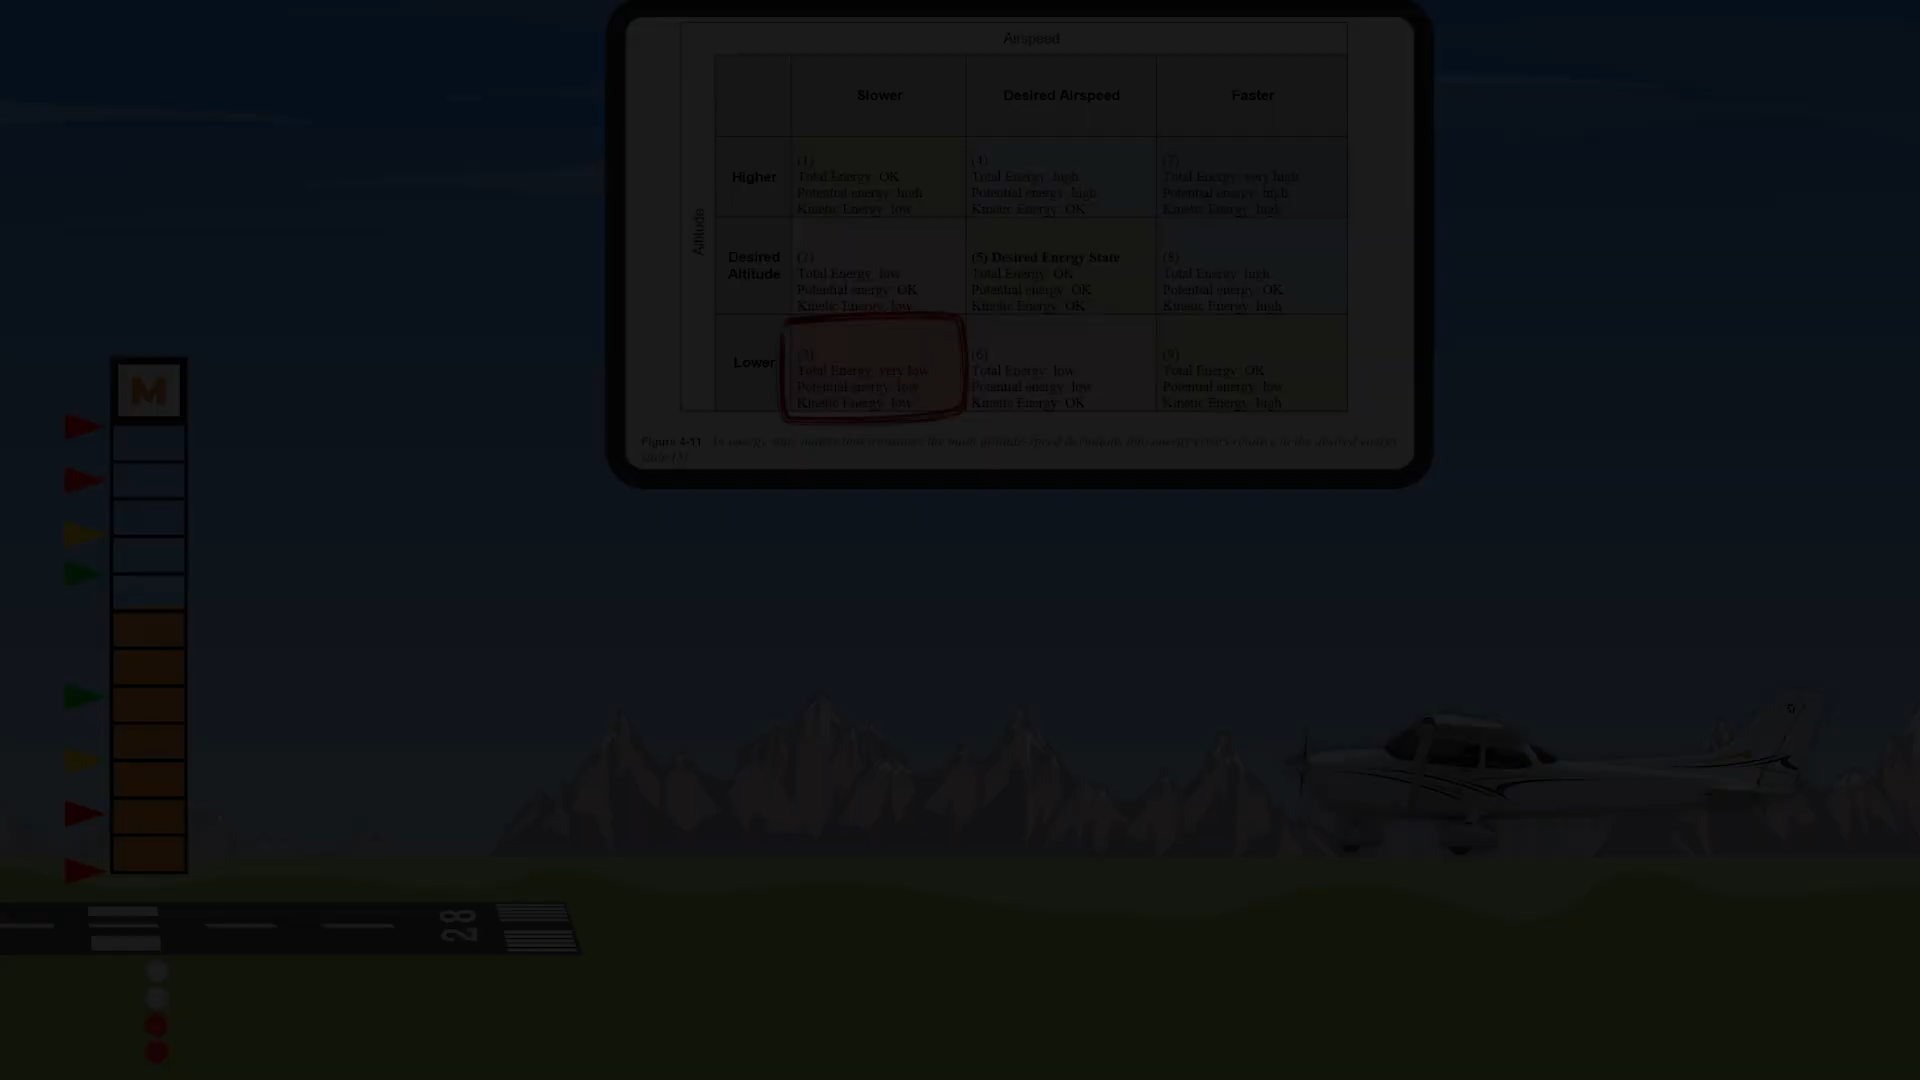 Airspeed
Slower
Desired Airspeed
Faster
Altitude
Higher
(1)
Total Energy: OK
Potential energy: high
Kinetic Energy: low
(4)
Total Energy: high
Potential energy: high
Kinetic Energy: OK
(7)
Total Energy: very high
Potential energy: high
Kinetic Energy: high
Desired
Altitude
(2)
Total Energy: low
Potential energy: OK
Kinetic Energy: low
(5) Desired Energy State
Total Energy: OK
Potential energy: OK
Kinetic Energy: OK
(8)
Total Energy: high
Potential energy: OK
Kinetic Energy: high
Lower
(3)
Total Energy: very low
Potential energy: low
Kinetic Energy: low
(6)
Total Energy: low
Potential energy: low
Kinetic Energy: OK
(9)
Total Energy: OK
Potential energy: low
Kinetic Energy: high
Figure 4-11
state (5)
M
28